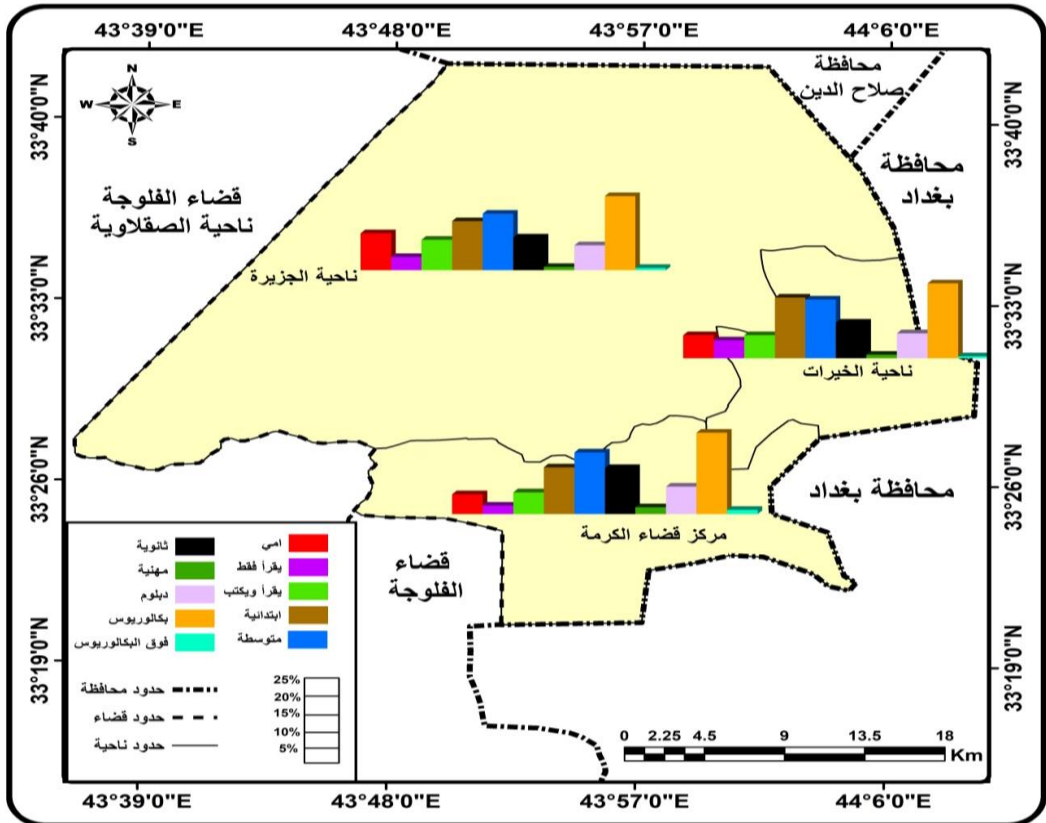 43°39'0"E 43°48'0"E 43°57'0"E 44°6'0"E
محافظة
صلاح الدين
N
W E
S
33°40'0"N
33°40'0"N
محافظة
بغداد
قضاء الفلوجة
ناحية الصقلاوية
ناحية الجزيرة
33°33'0"N
33°33'0"N
ناحية الخيرات
33°26'0"N
33°26'0"N
محافظة بغداد
مركز قضاء الكرمة
قضاء
الفلوجة
امي
ثانوية
يقرأ فقط
مهنية
يقرأ ويكتب
دبلوم
ابتدائية
بكالوريوس
متوسطة
فوق البكالوريوس
33°19'0"N
33°19'0"N
حدود محافظة
حدود قضاء
حدود ناحية
25%
20%
15%
10%
5%
0 2.25 4.5 9 13.5 18
Km
43°39'0"E 43°48'0"E 43°57'0"E 44°6'0"E